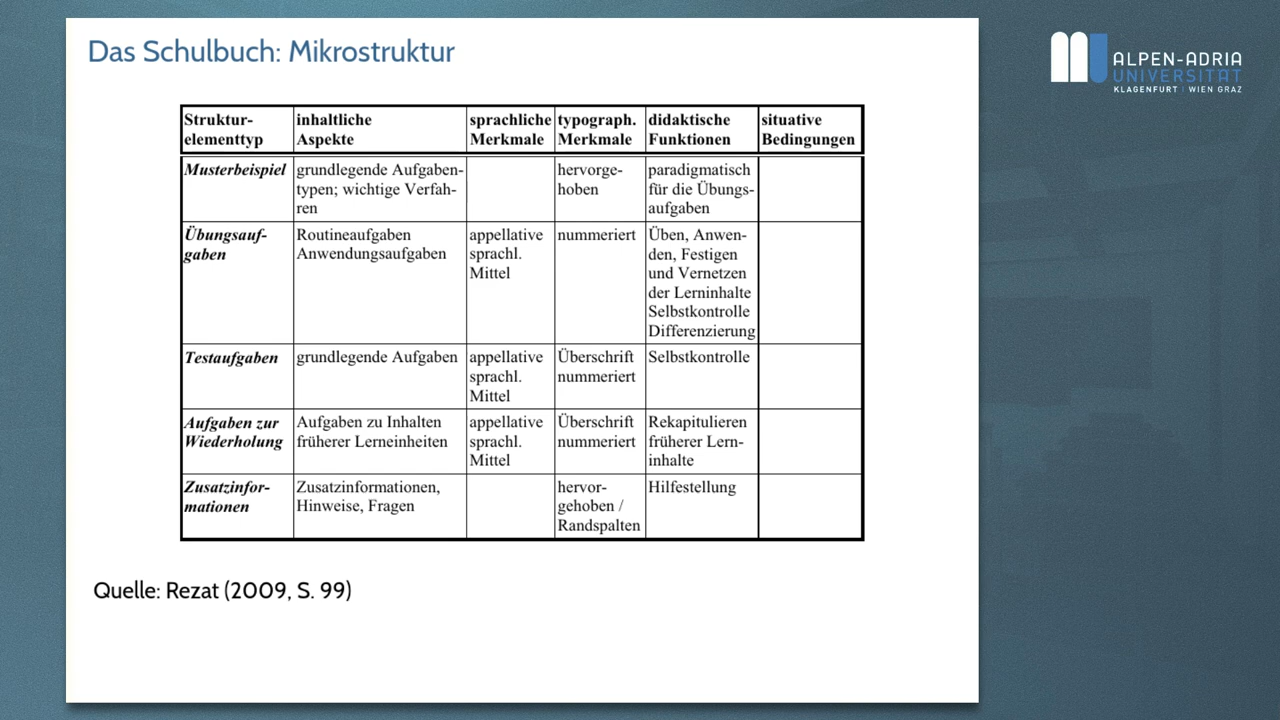 Das Schulbuch: Mikrostruktur
ALPEN-ADRIA
UNIVERSITÄT
KLAGENFURT | WIEN GRAZ
Struktur-
elementtyp
inhaltliche
Aspekte
sprachliche
Merkmale
typograph.
Merkmale
didaktische
Funktionen
situative
Bedingungen
Musterbeispiel
grundlegende Aufgaben-
typen; wichtige Verfah-
ren
hervorge-
hoben
paradigmatisch
für die Übungs-
aufgaben
Übungsauf-
gaben
Routineaufgaben
Anwendungsaufgaben
appellative
sprachl.
Mittel
nummeriert
Üben, Anwen-
den, Festigen
und Vernetzen
der Lerninhalte
Selbstkontrolle
Differenzierung
Testaufgaben
grundlegende Aufgaben
appellative
sprachl.
Mittel
Überschrift
nummeriert
Selbstkontrolle
Aufgaben zur
Wiederholung
Aufgaben zu Inhalten
früherer Lerneinheiten
appellative
sprachl.
Mittel
Überschrift
nummeriert
Rekapitulieren
früherer Lern-
inhalte
Zusatzinfor-
mationen
Zusatzinformationen,
Hinweise, Fragen
hervor-
gehoben /
Randspalten
Hilfestellung
Quelle: Rezat (2009, S. 99)